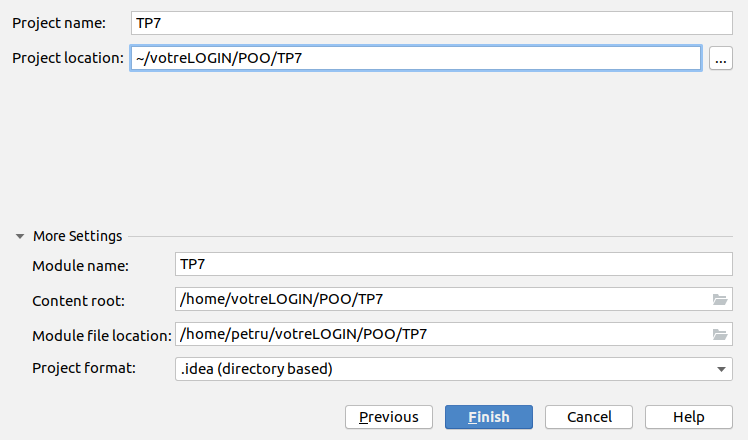 Project name: TP7
Project location: ~/votreLOGIN/POO/TP7 ...
More Settings
Module name: TP7
Content root: /home/votreLOGIN/POO/TP7
Module file location: /home/petru/votreLOGIN/POO/TP7
Project format: .idea (directory based)
Previous Finish Cancel Help